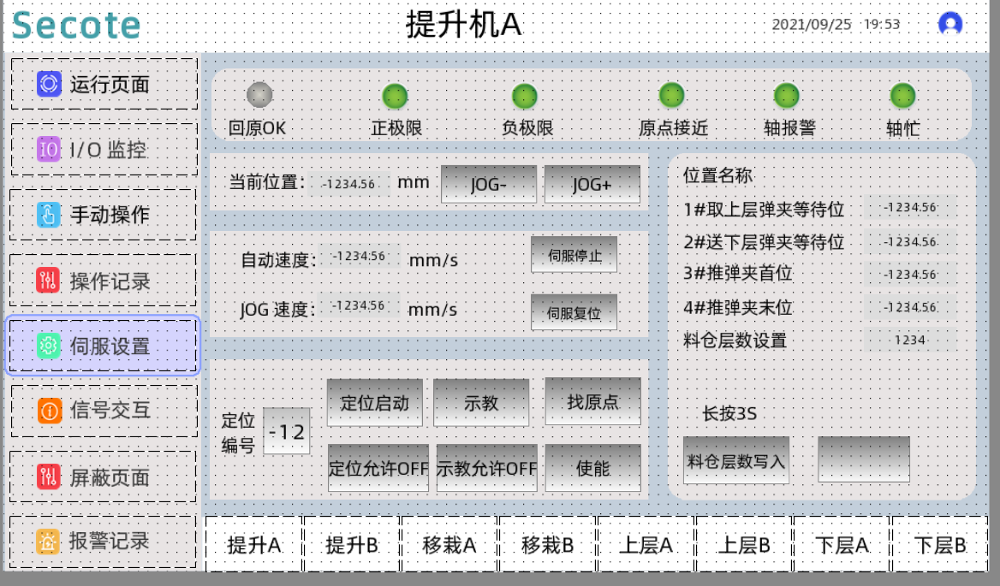 Secote
提升机A
2021/09/25 19:53
运行页面
IO I/O 监控
手动操作
操作记录
伺服设置
信号交互
屏蔽页面
报警记录
回原OK 正极限 负极限 原点接近 轴报警 轴忙
当前位置: -1234.56 mm JOG- JOG+
自动速度: -1234.56 mm/s 伺服停止
JOG 速度: -1234.56 mm/s 伺服复位
定位
编号
-12
定位启动 示教 找原点
定位允许OFF 示教允许OFF 使能
位置名称
1#取上层弹夹等待位 -1234.56
2#送下层弹夹等待位 -1234.56
3#推弹夹首位 -1234.56
4#推弹夹末位 -1234.56
料仓层数设置 1234
长按3S
料仓层数写入
提升A 提升B 移栽A 移栽B 上层A 上层B 下层A 下层B